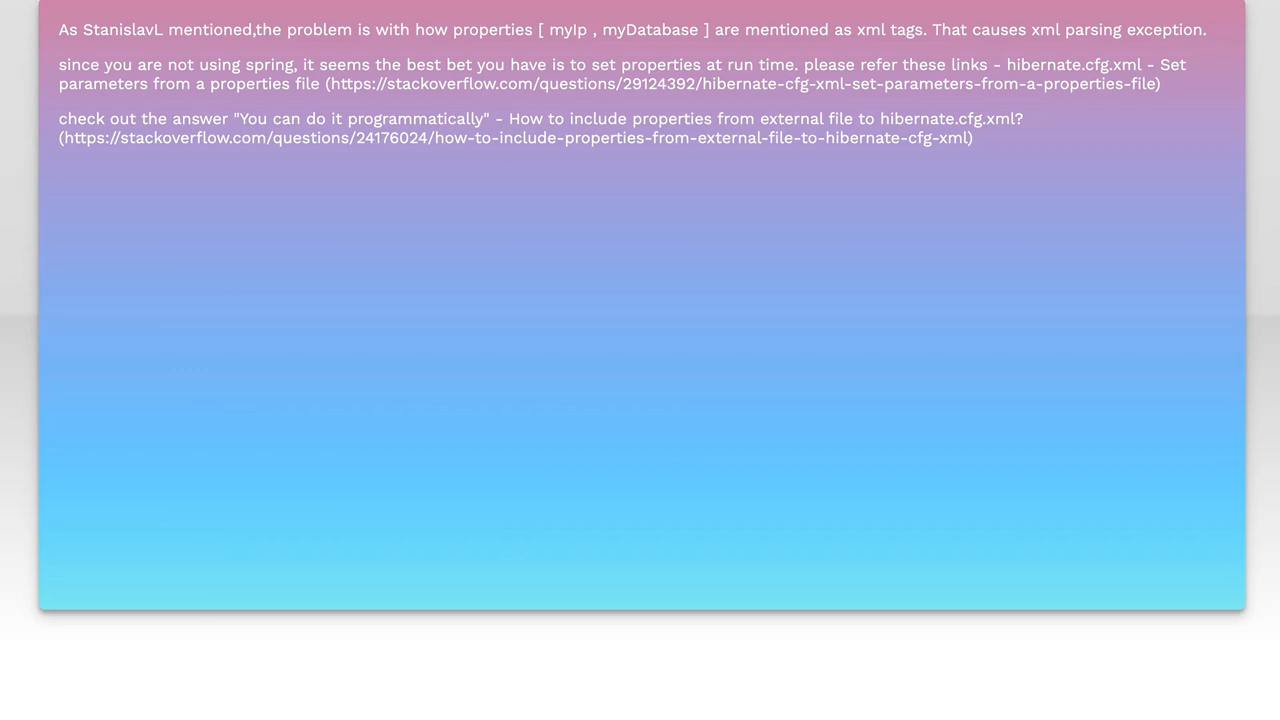 As StanislavL mentioned,the problem is with how properties [ myIp , myDatabase ] are mentioned as xml tags. That causes xml parsing exception.
since you are not using spring, it seems the best bet you have is to set properties at run time. please refer these links - hibernate.cfg.xml - Set
parameters from a properties file (https://stackoverflow.com/questions/29124392/hibernate-cfg-xml-set-parameters-from-a-properties-file)
check out the answer "You can do it programmatically" - How to include properties from external file to hibernate.cfg.xml?
(https://stackoverflow.com/questions/24176024/how-to-include-properties-from-external-file-to-hibernate-cfg-xml)